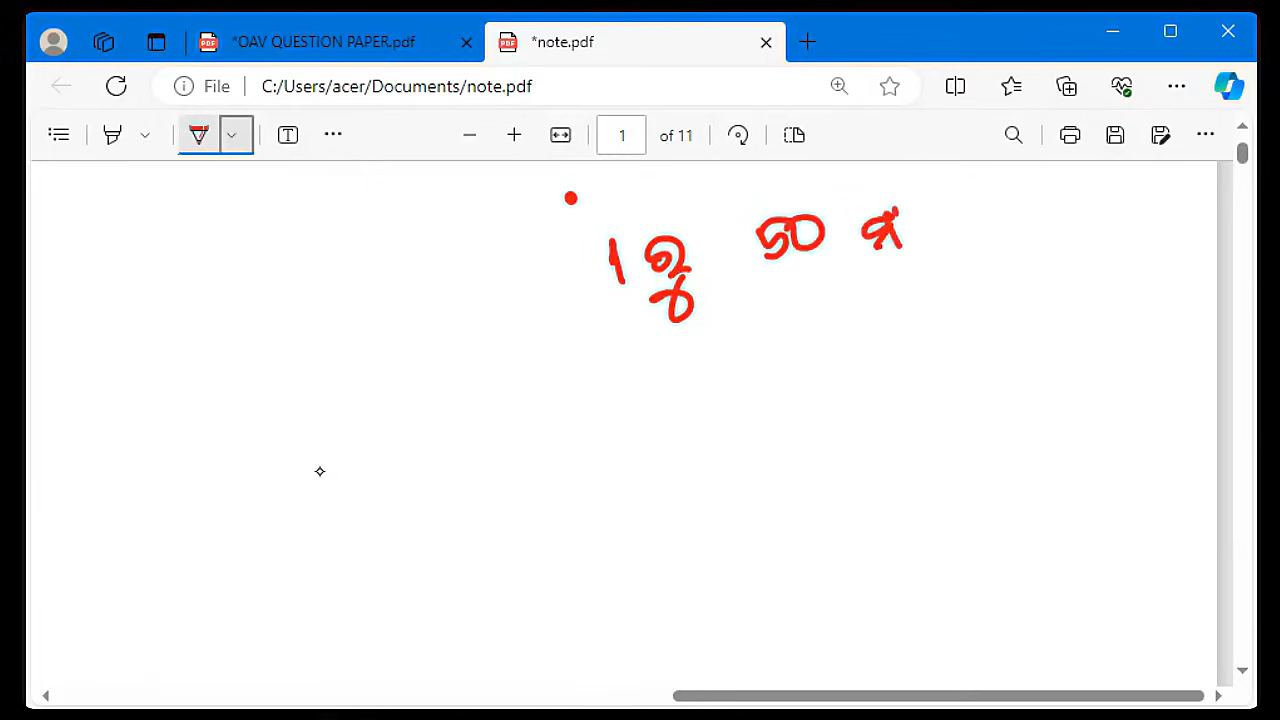 *OAV QUESTION PAPER.pdf
*note.pdf
File C:/Users/acer/Documents/note.pdf
1 of 11
1 ରୁ 50